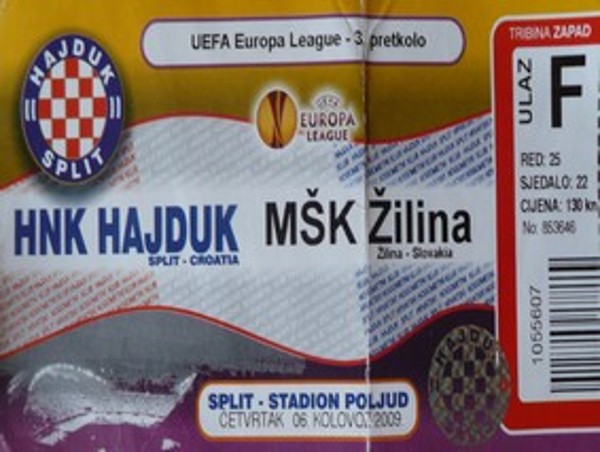 HAJDUK
SPLIT
UEFA Europa League - 3. pretkolo
UEFA
EUROPA
LEAGUE
HNK HAJDUK
SPLIT - CROATIA
MŠK Žilina
Žilina - Slovakia
SPLIT - STADION POLJUD
ČETVRTAK 06. KOLOVOZ 2009.
HAJDUK
TRIBINA ZAPAD
ULAZ
F
RED: 25
SJEDALO: 22
CIJENA: 130 kn
No: 853646
1055607